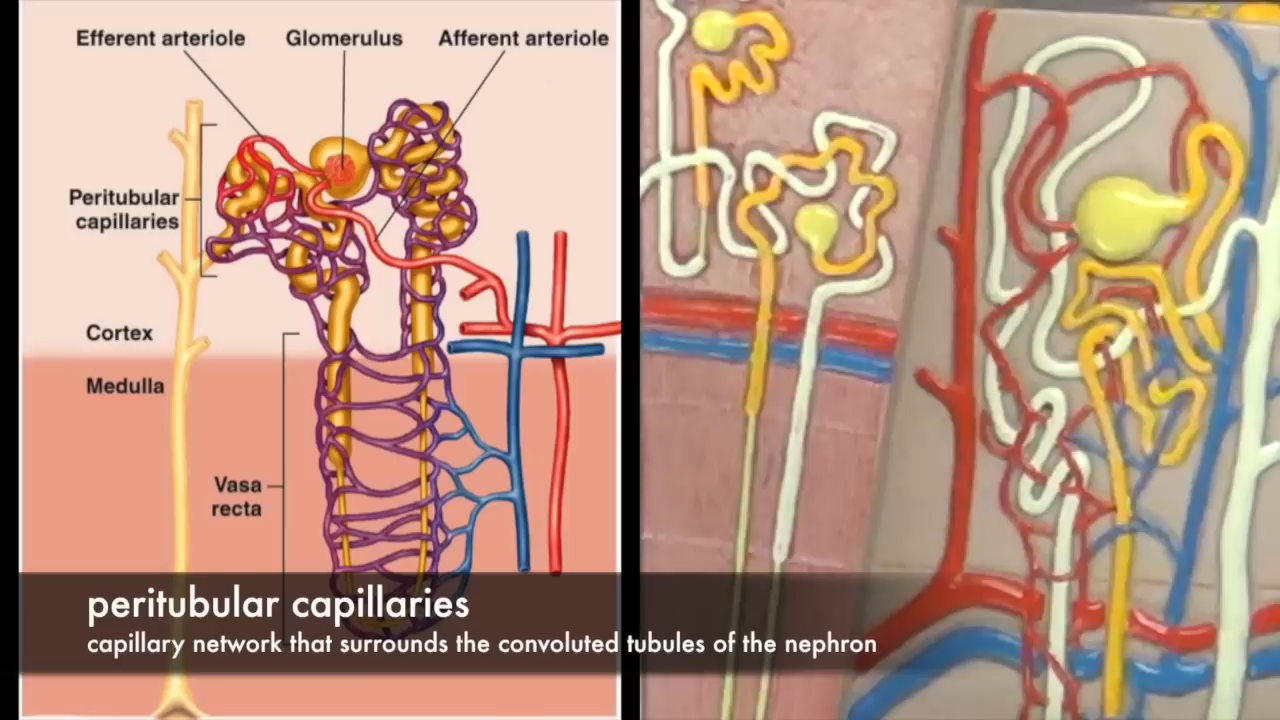 Efferent arteriole
Glomerulus
Afferent arteriole
Peritubular
capillaries
Cortex
Medulla
Vasa
recta
peritubular capillaries
capillary network that surrounds the convoluted tubules of the nephron